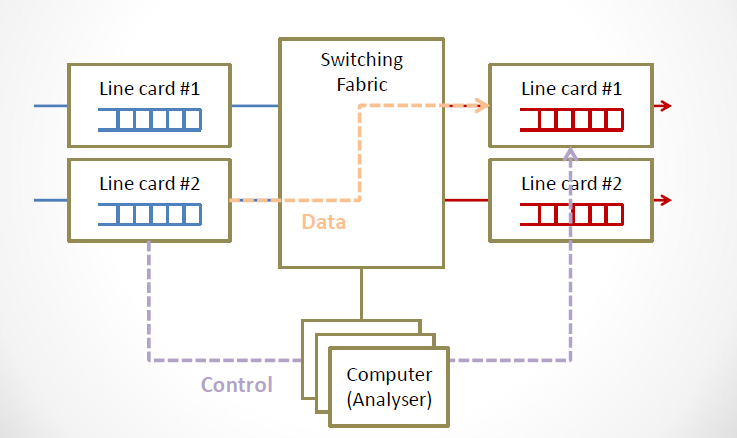 Line card #1
Line card #2
Switching
Fabric
Data
Line card #1
Line card #2
Control
Computer
(Analyser)